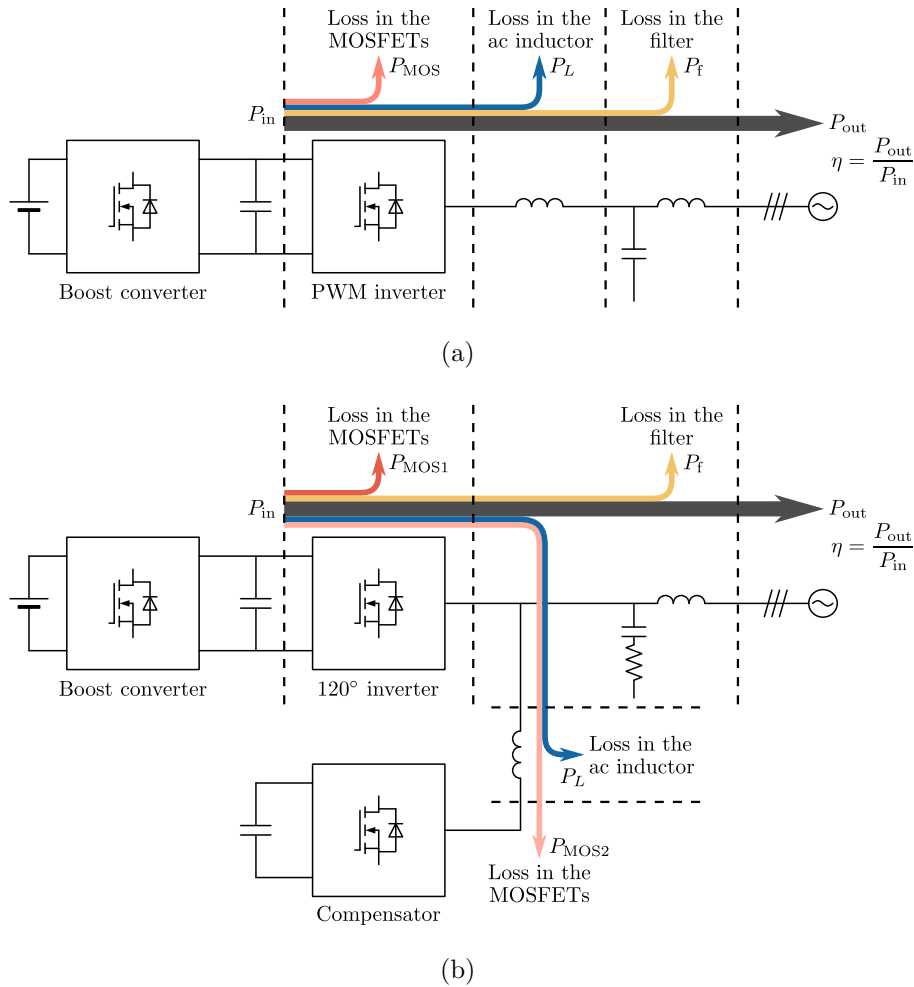 Loss in the
MOSFETs
P_MOS
Loss in the
ac inductor
P_L
Loss in the
filter
P_f
P_in
P_out
η = P_out / P_in
Boost converter
PWM inverter
(a)
Loss in the
MOSFETs
P_MOS1
Loss in the
filter
P_f
P_in
P_out
η = P_out / P_in
Boost converter
120° inverter
Loss in the
ac inductor
P_L
P_MOS2
Loss in the
MOSFETs
Compensator
(b)